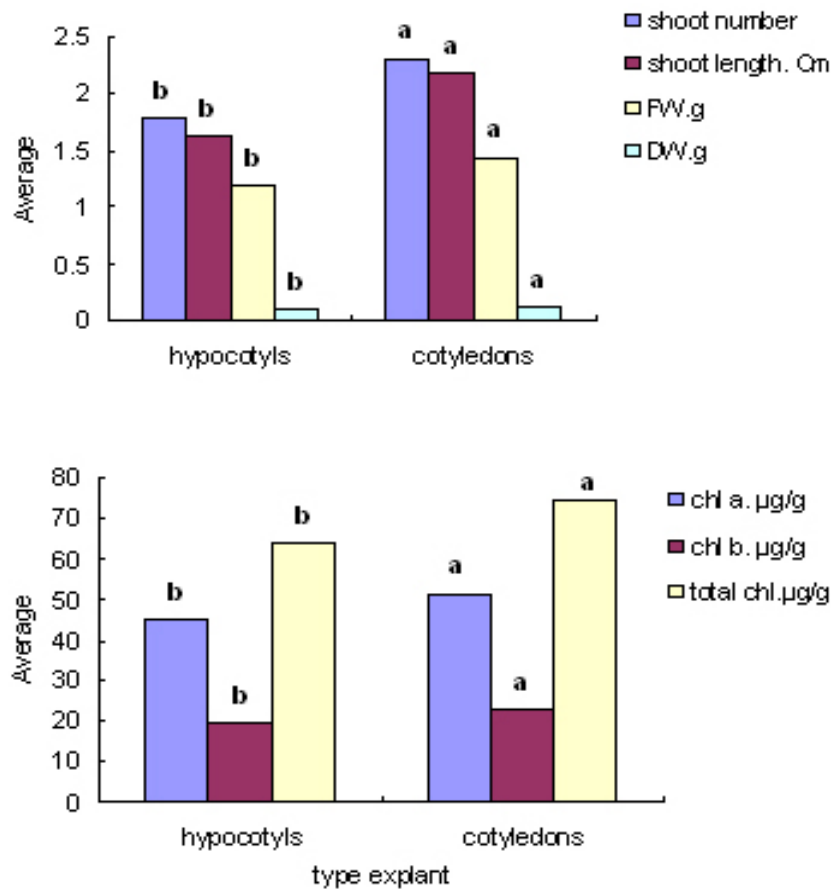 shoot number
shoot length. Cm
FW.g
DW.g
Average
2.5
2
1.5
1
0.5
0
b b b b
a a a a
hypocotyls cotyledons
chl a. µg/g
chl b. µg/g
total chl.µg/g
Average
80
70
60
50
40
30
20
10
0
b b b
a a a
hypocotyls cotyledons
type explant